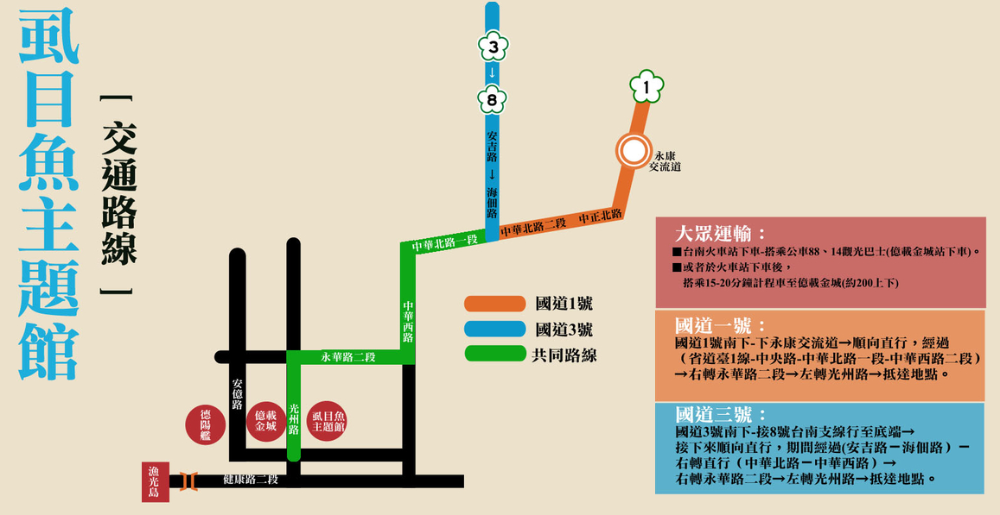 虱目魚主題館
[ 交通路線 ]
3
↓
8
安吉路
↓
海佃路
1
永康
交流道
中正北路
中華北路二段
中華北路一段
中華西路
永華路二段
安億路
光州路
德陽艦
億載
金城
虱目魚
主題館
漁光島
健康路二段
國道1號
國道3號
共同路線
大眾運輸：
■台南火車站下車-搭乘公車88、14觀光巴士(億載金城站下車)。
■或者於火車站下車後，
搭乘15-20分鐘計程車至億載金城(約200上下)
國道一號：
國道1號南下-下永康交流道→順向直行，經過
（省道臺1線-中央路-中華北路一段-中華西路二段）
→右轉永華路二段→左轉光州路→抵達地點。
國道三號：
國道3號南下-接8號台南支線行至底端→
接下來順向直行，期間經過(安吉路－海佃路）－
右轉直行（中華北路－中華西路）→
右轉永華路二段→左轉光州路→抵達地點。